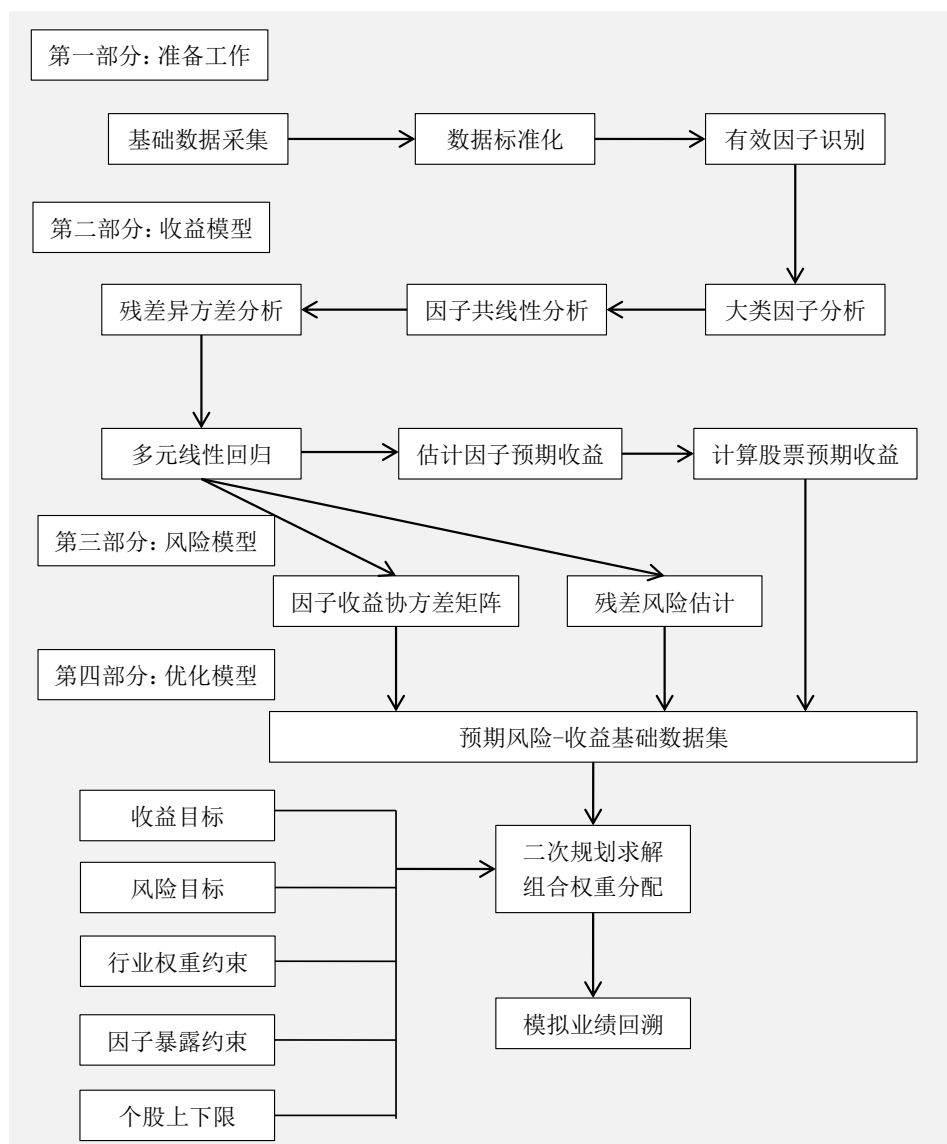 第一部分：准备工作
基础数据采集
数据标准化
有效因子识别
第二部分：收益模型
残差异方差分析
因子共线性分析
大类因子分析
多元线性回归
估计因子预期收益
计算股票预期收益
第三部分：风险模型
因子收益协方差矩阵
残差风险估计
第四部分：优化模型
预期风险-收益基础数据集
收益目标
二次规划求解
组合权重分配
风险目标
行业权重约束
模拟业绩回溯
因子暴露约束
个股上下限